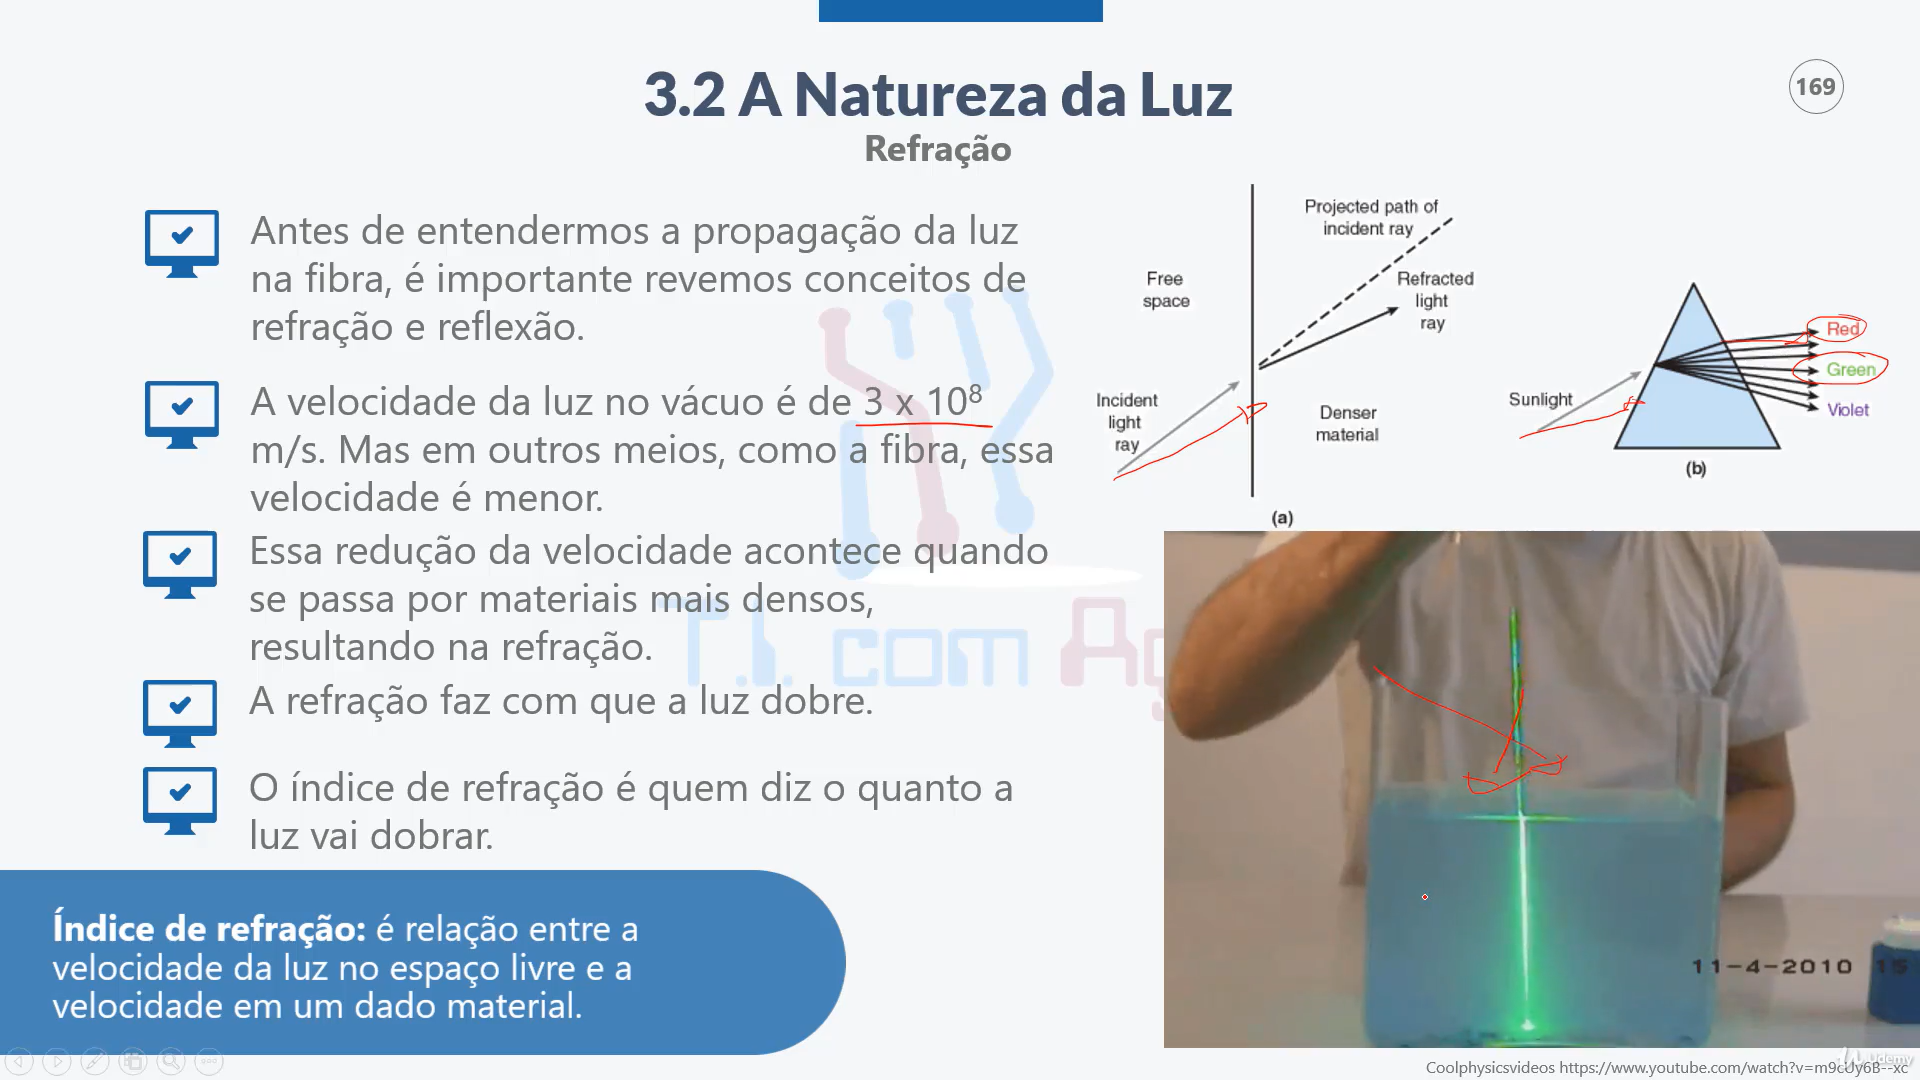 3.2 A Natureza da Luz
169
Refração
Antes de entendermos a propagação da luz
na fibra, é importante revemos conceitos de
refração e reflexão.
A velocidade da luz no vácuo é de 3 x 10⁸
m/s. Mas em outros meios, como a fibra, essa
velocidade é menor.
Essa redução da velocidade acontece quando
se passa por materiais mais densos,
resultando na refração.
A refração faz com que a luz dobre.
O índice de refração é quem diz o quanto a
luz vai dobrar.
Índice de refração: é relação entre a
velocidade da luz no espaço livre e a
velocidade em um dado material.
Projected path of
incident ray
Free
space
Refracted
light
ray
Incident
light
ray
Denser
material
(a)
Sunlight
Red
Green
Violet
(b)
T.I. com
11-4-2010 15
Coolphysicsvideos https://www.youtube.com/watch?v=m9
Udemy